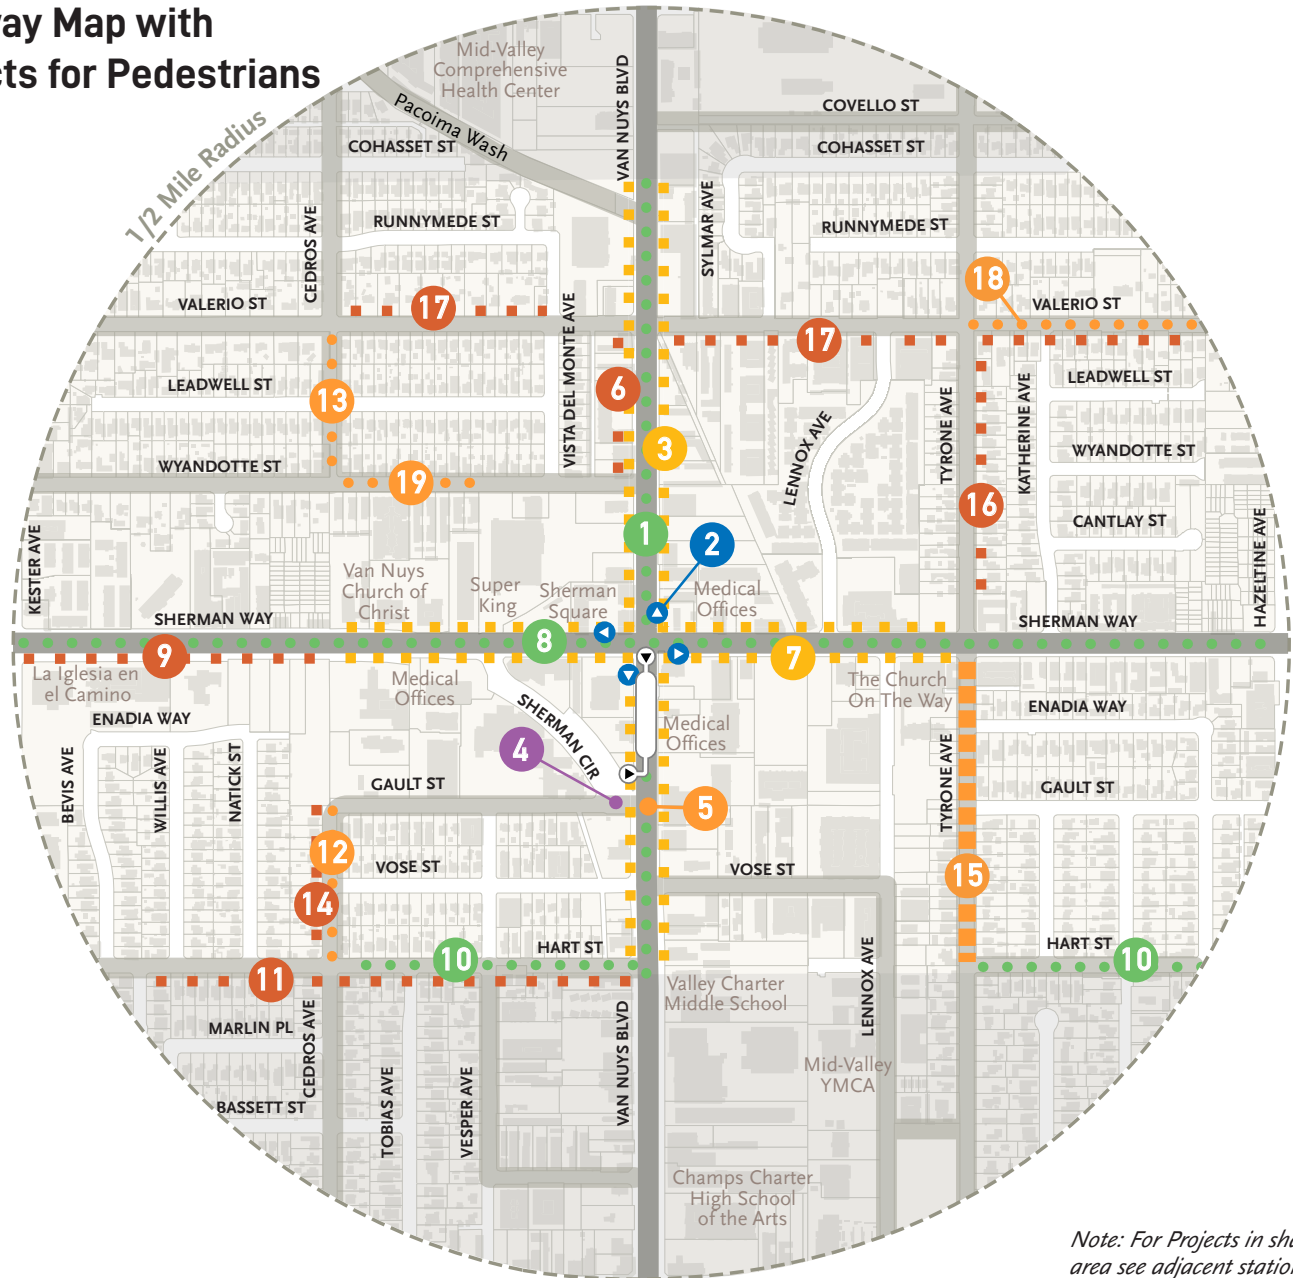 way Map with
cts for Pedestrians
1/2 Mile Radius
Mid-Valley
Comprehensive
Health Center
Pacoima Wash
VAN NUYS BLVD
COVELLO ST
COHASSET ST
COHASSET ST
RUNNYMEDE ST
SYLMAR AVE
RUNNYMEDE ST
CEDROS AVE
18
VALERIO ST
17
VALERIO ST
17
VISTA DEL MONTE AVE
LEADWELL ST
13
6
3
LENNOX AVE
TYRONE AVE
KATHERINE AVE
LEADWELL ST
WYANDOTTE ST
WYANDOTTE ST
19
16
1
2
CANTLAY ST
KESTER AVE
HAZELTINE AVE
Van Nuys
Church of
Christ
Super
King
Sherman
Square
Medical
Offices
SHERMAN WAY
SHERMAN WAY
9
8
7
La Iglesia en
el Camino
Medical
Offices
The Church
On The Way
SHERMAN CIR
Medical
Offices
ENADIA WAY
ENADIA WAY
BEVIS AVE
WILLIS AVE
NATICK ST
4
TYRONE AVE
GAULT ST
GAULT ST
5
12
VOSE ST
VOSE ST
15
14
HART ST
LENNOX AVE
HART ST
10
10
11
Valley Charter
Middle School
MARLIN PL
CEDROS AVE
VAN NUYS BLVD
Mid-Valley
YMCA
BASSETT ST
TOBIAS AVE
VESPER AVE
Champs Charter
High School
of the Arts
Note: For Projects in sha
area see adjacent station